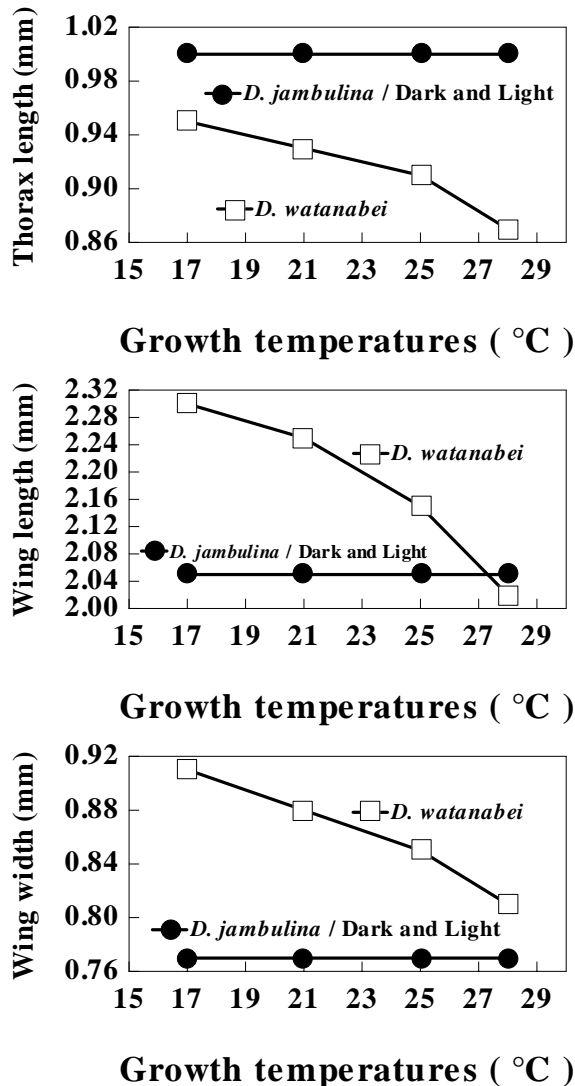 Thorax length (mm)
1.02
0.98
0.94
0.90
0.86
D. jambulina / Dark and Light
D. watanabei
15 17 19 21 23 25 27 29
Growth temperatures ( °C )
Wing length (mm)
2.32
2.28
2.24
2.20
2.16
2.12
2.08
2.04
2.00
D. watanabei
D. jambulina / Dark and Light
15 17 19 21 23 25 27 29
Growth temperatures ( °C )
Wing width (mm)
0.92
0.88
0.84
0.80
0.76
D. watanabei
D. jambulina / Dark and Light
15 17 19 21 23 25 27 29
Growth temperatures ( °C )